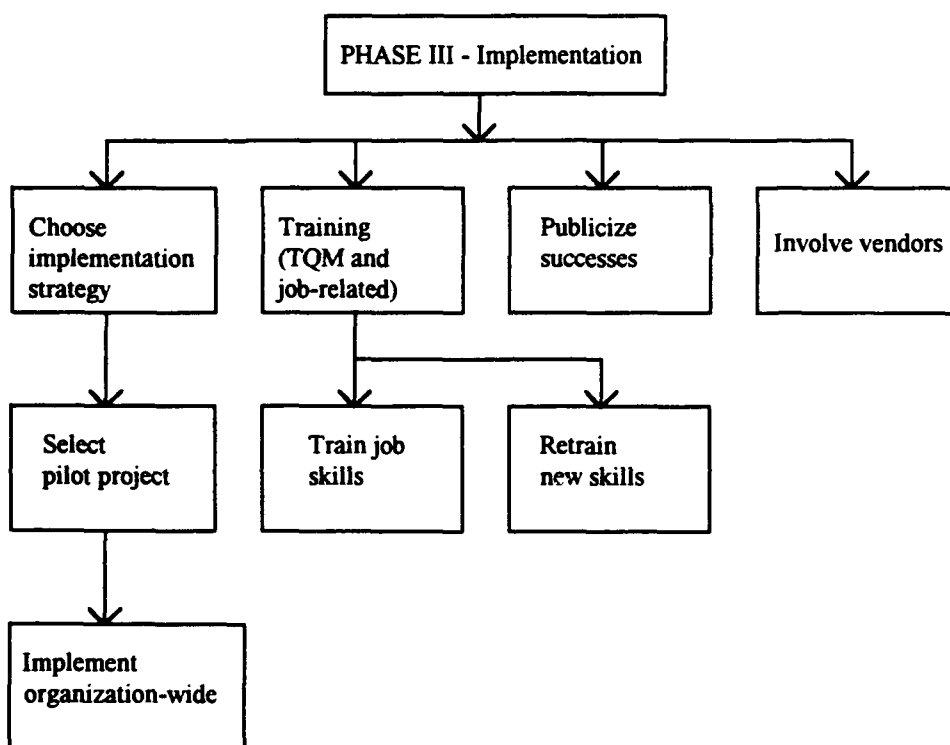 PHASE III - Implementation
Choose
implementation
strategy
Training
(TQM and
job-related)
Publicize
successes
Involve vendors
Select
pilot project
Train job
skills
Retrain
new skills
Implement
organization-wide